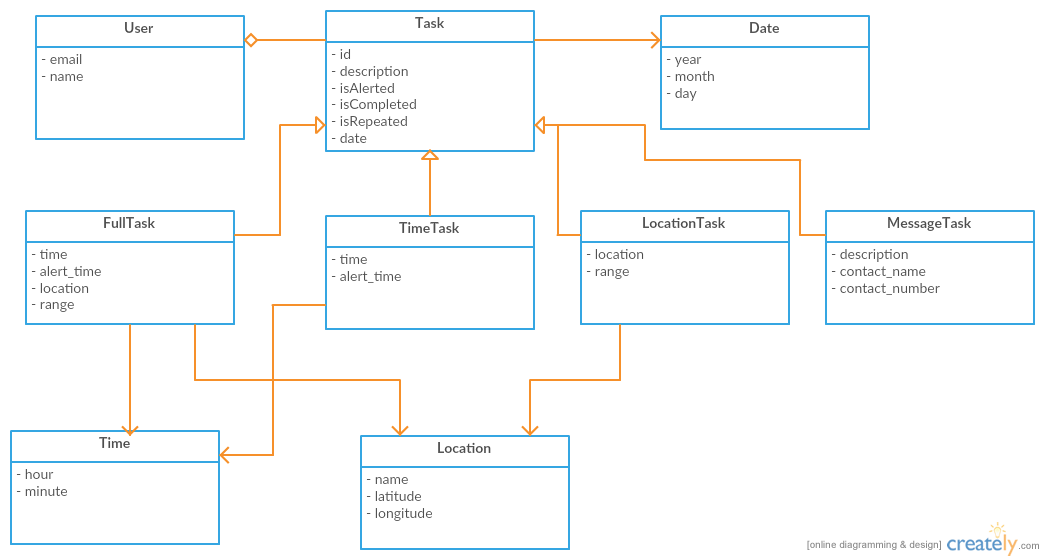 User
- email
- name
Task
- id
- description
- isAlerted
- isCompleted
- isRepeated
- date
Date
- year
- month
- day
FullTask
- time
- alert_time
- location
- range
TimeTask
- time
- alert_time
LocationTask
- location
- range
MessageTask
- description
- contact_name
- contact_number
Time
- hour
- minute
Location
- name
- latitude
- longitude
[online diagramming & design] creately.com